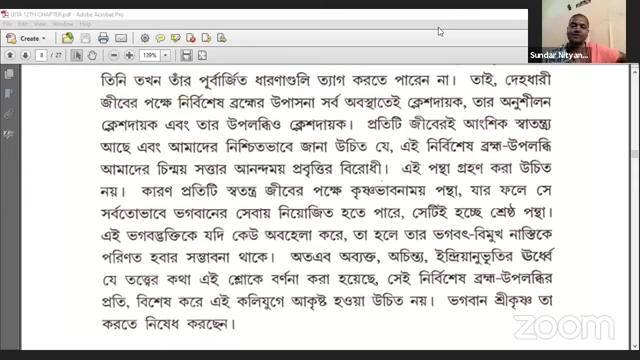 GITA 12TH CHAPTER.pdf - Adobe Acrobat Pro
File Edit View Window Help
Create
8 / 27
139%
Sundar Nityan...
তিনি তখন তাঁর পূর্বার্জিত ধারণাগুলি ত্যাগ করতে পারেন না। তাই, দেহধারী
জীবের পক্ষে নির্বিশেষ ব্রহ্মের উপাসনা সর্ব অবস্থাতেই ক্লেশদায়ক, তার অনুশীলন
ক্লেশদায়ক এবং তার উপলব্ধিও ক্লেশদায়ক। প্রতিটি জীবেরই আংশিক স্বাতন্ত্র্য
আছে এবং আমাদের নিশ্চিতভাবে জানা উচিত যে, এই নির্বিশেষ ব্রহ্ম-উপলব্ধি
আমাদের চিন্ময় সত্তার আনন্দময় প্রবৃত্তির বিরোধী। এই পন্থা গ্রহণ করা উচিত
নয়। কারণ প্রতিটি স্বতন্ত্র জীবের পক্ষে কৃষ্ণভাবনাময় পন্থা, যার ফলে সে
সর্বতোভাবে ভগবানের সেবায় নিয়োজিত হতে পারে, সেটিই হচ্ছে শ্রেষ্ঠ পন্থা।
এই ভগবদ্ভক্তিকে যদি কেউ অবহেলা করে, তা হলে তার ভগবৎ-বিমুখ নাস্তিকে
পরিণত হবার সম্ভাবনা থাকে। অতএব অব্যক্ত, অচিন্ত্য, ইন্দ্রিয়ানুভূতির ঊর্ধ্বে
যে তত্ত্বের কথা এই শ্লোকে বর্ণনা করা হয়েছে, সেই নির্বিশেষ ব্রহ্ম-উপলব্ধির
প্রতি, বিশেষ করে এই কলিযুগে আকৃষ্ট হওয়া উচিত নয়। ভগবান শ্রীকৃষ্ণ তা
করতে নিষেধ করছেন।
zoom